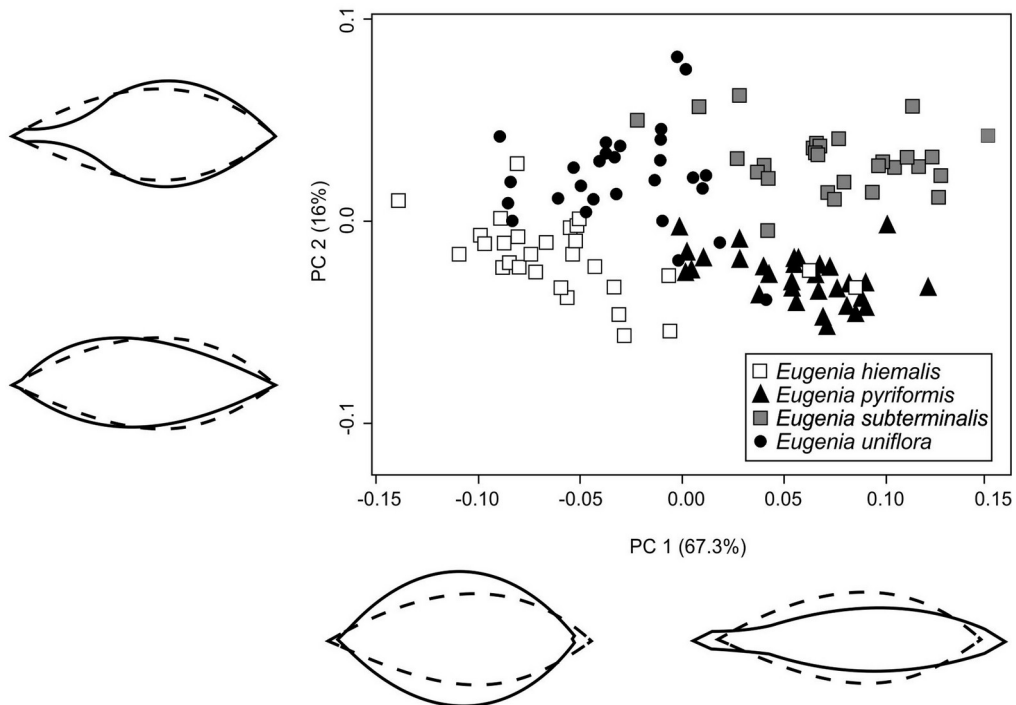 0.1
PC 2 (16%)
0.0
-0.1
Eugenia hiemalis
Eugenia pyriformis
Eugenia subterminalis
Eugenia uniflora
-0.15 -0.10 -0.05 0.00 0.05 0.10 0.15
PC 1 (67.3%)